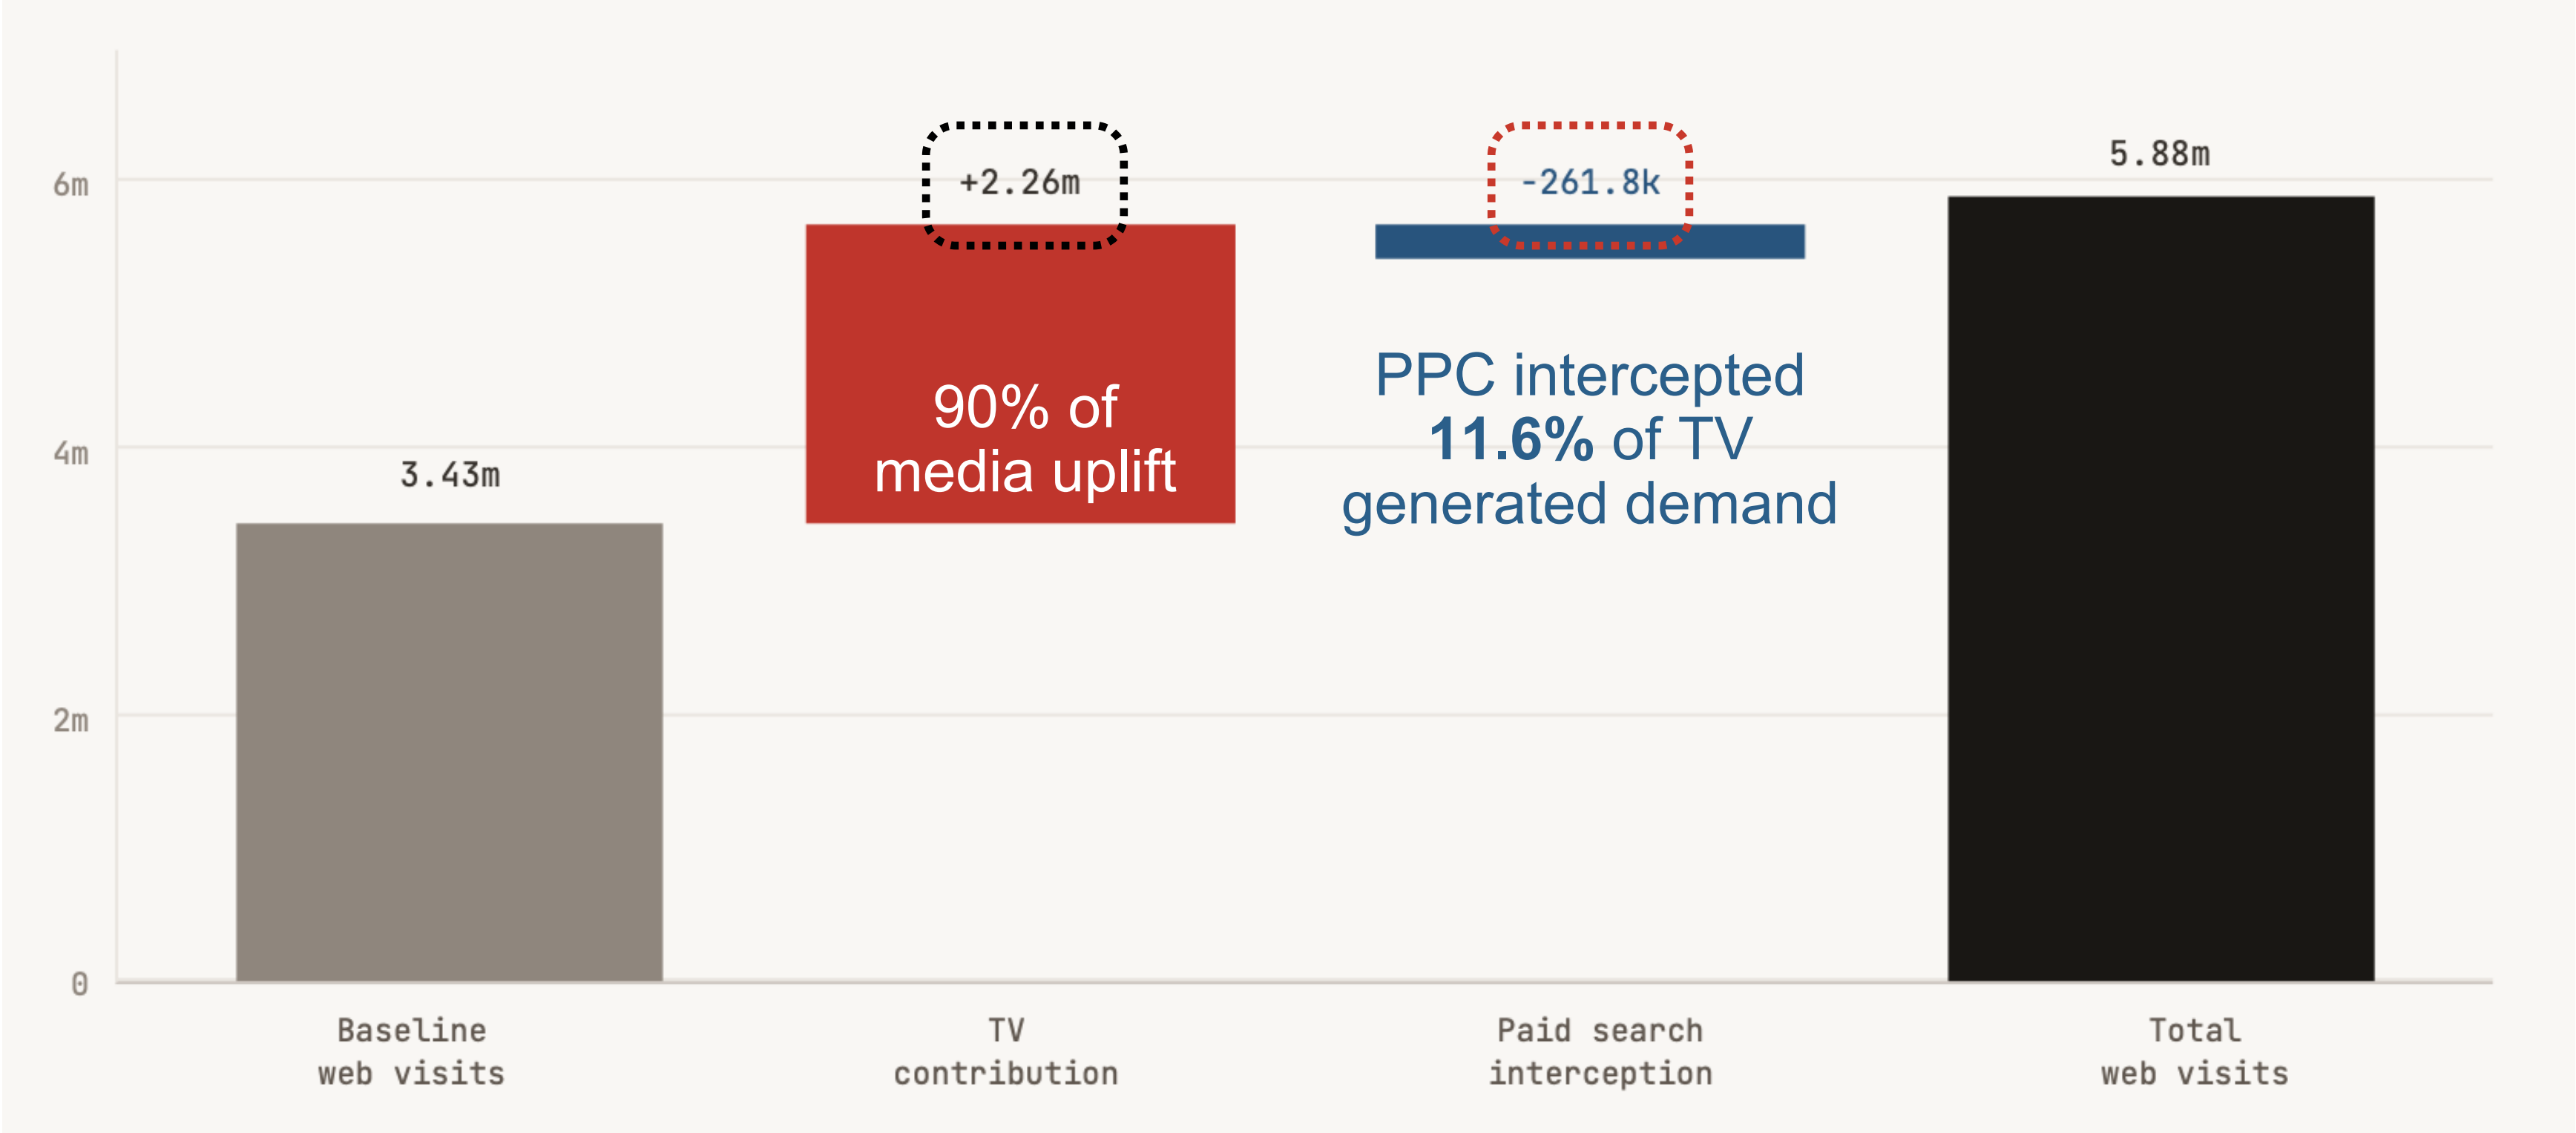 6m
4m
2m
0
3.43m
+2.26m
90% of
media uplift
-261.8k
PPC intercepted
11.6% of TV
generated demand
5.88m
Baseline
web visits
TV
contribution
Paid search
interception
Total
web visits